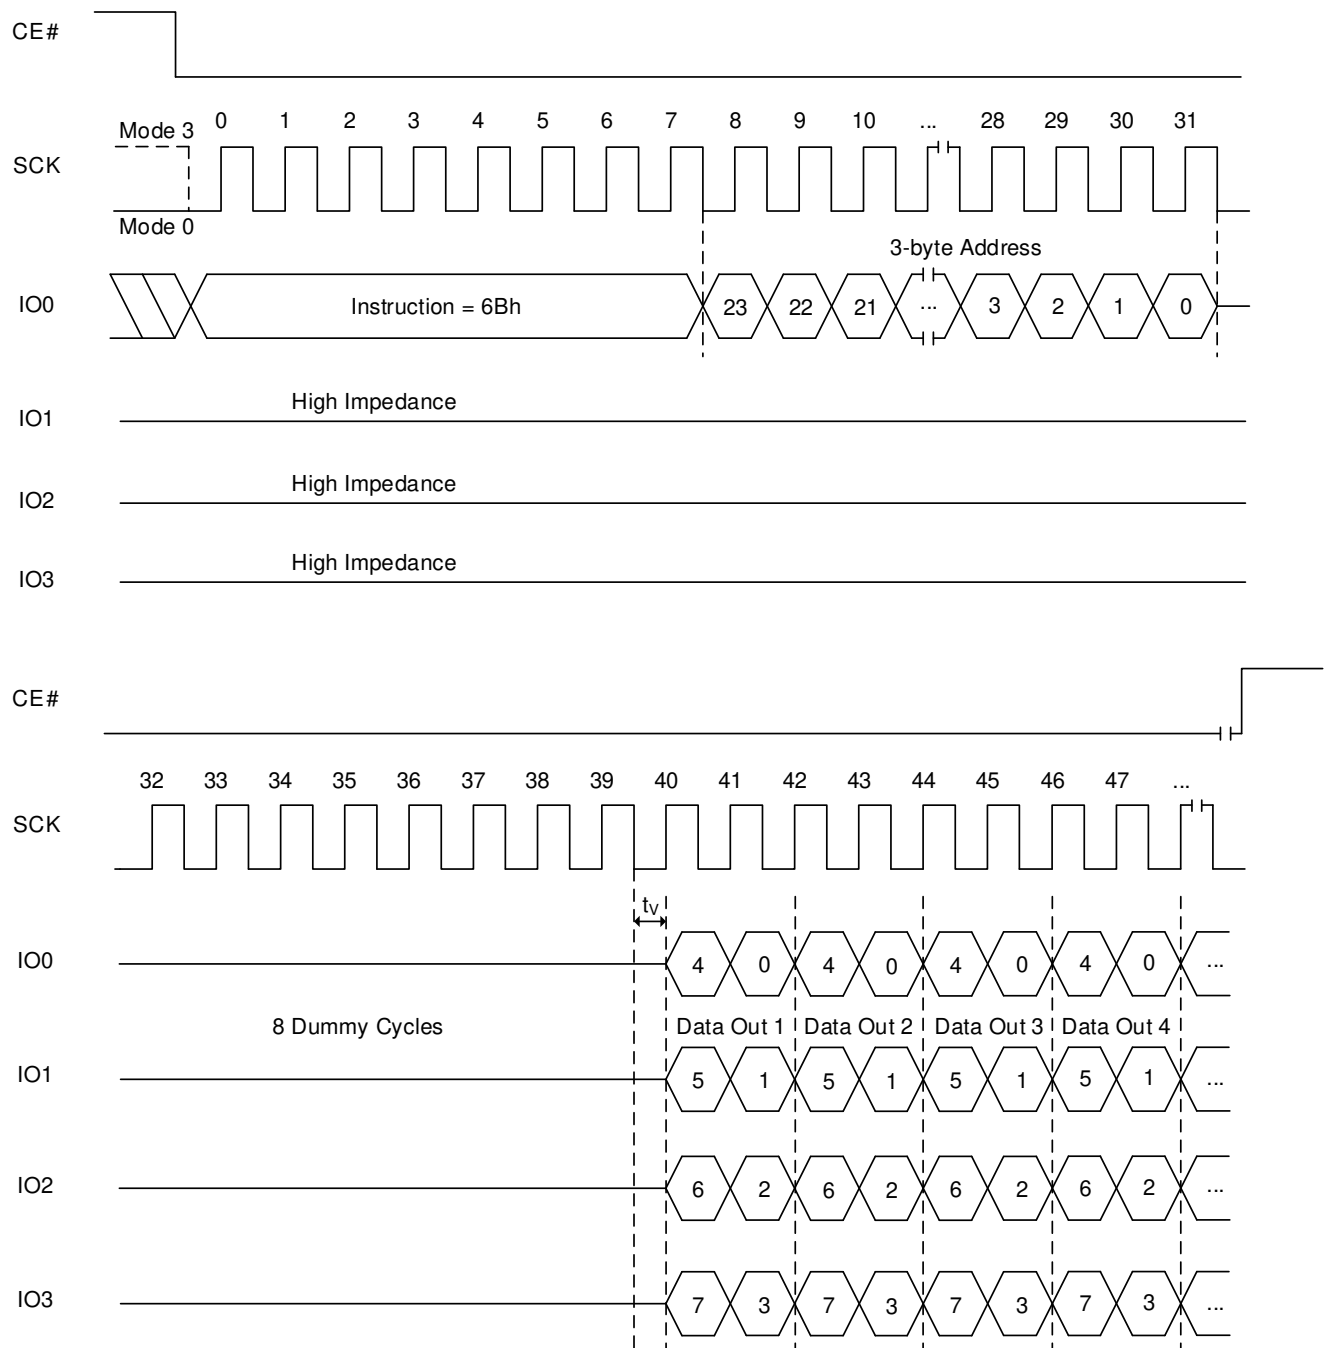 CE#
Mode 3 0 1 2 3 4 5 6 7 8 9 10 ... 28 29 30 31
SCK
Mode 0
3-byte Address
IO0 Instruction = 6Bh 23 22 21 ... 3 2 1 0
High Impedance
IO1
High Impedance
IO2
High Impedance
IO3
CE#
32 33 34 35 36 37 38 39 40 41 42 43 44 45 46 47 ...
SCK
tV
IO0 4 0 4 0 4 0 4 0 ...
8 Dummy Cycles Data Out 1 Data Out 2 Data Out 3 Data Out 4
IO1 5 1 5 1 5 1 5 1 ...
IO2 6 2 6 2 6 2 6 2 ...
IO3 7 3 7 3 7 3 7 3 ...